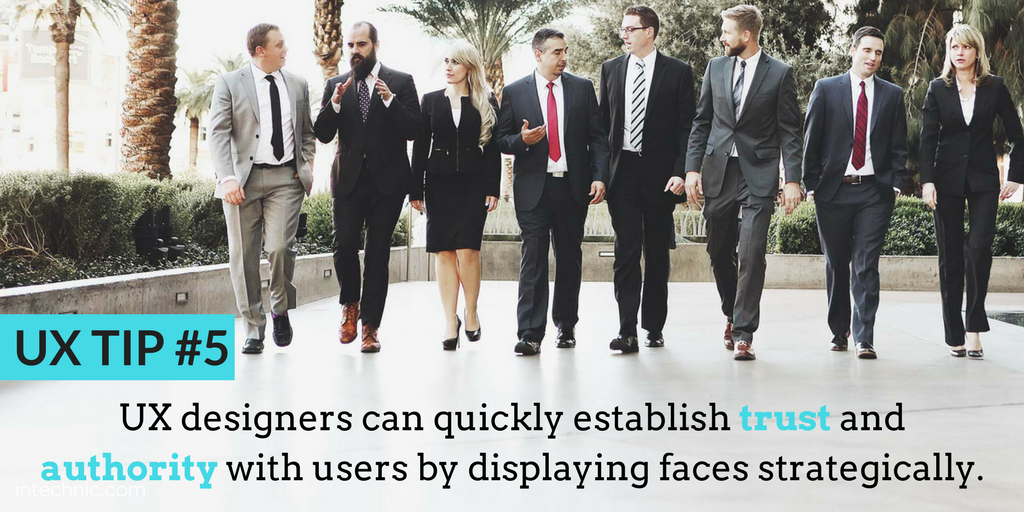 UX TIP #5
UX designers can quickly establish trust and
authority with users by displaying faces strategically.
intechnic.com